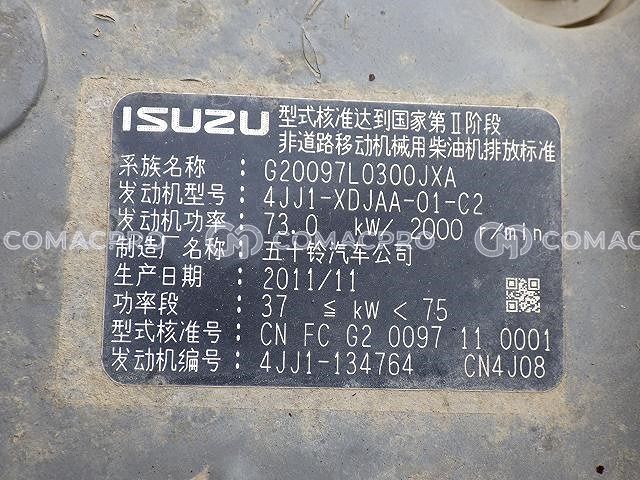 ISUZU 型式核准达到国家第Ⅱ阶段
非道路移动机械用柴油机排放标准
系族名称 : G20097L0300JXA
发动机型号 : 4JJ1-XDJAA-01-C2
发动机功率 : 73.0 kW/ 2000 r/min
COMACPRO COMACPRO COMACPRO
制造厂名称 : 五十铃汽车公司
生产日期 : 2011/11
功率段 : 37 ≦ kW < 75
型式核准号 : CN FC G2 0097 11 0001
发动机编号 : 4JJ1-134764 CN4J08